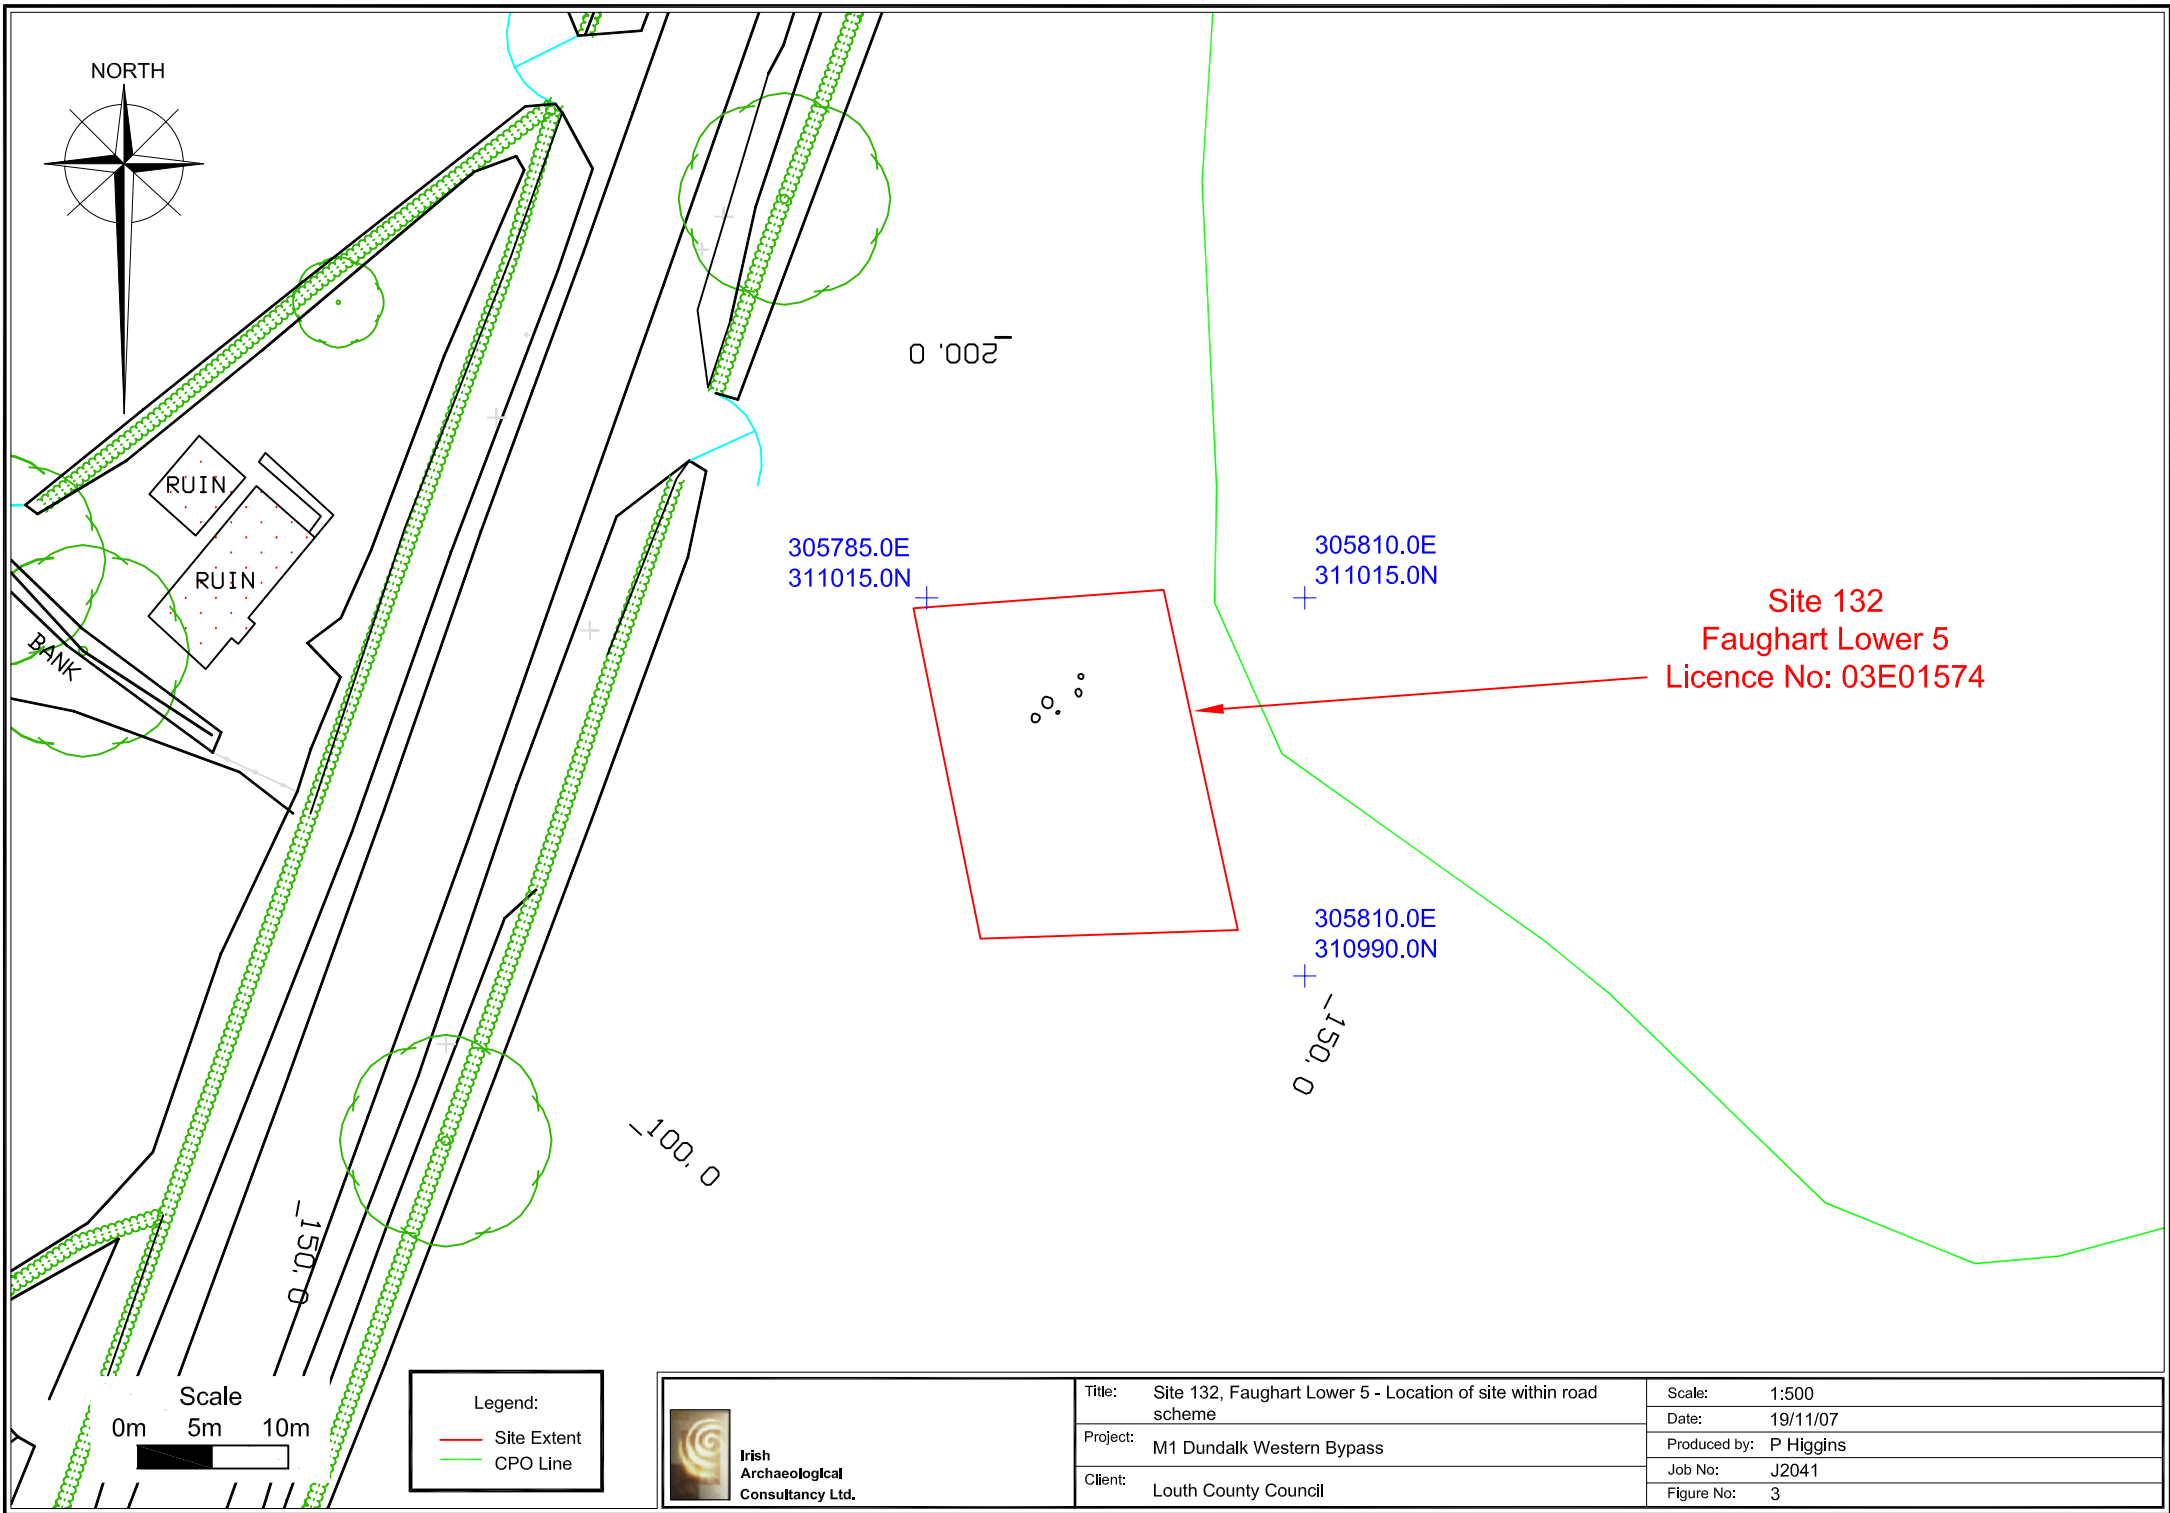 NORTH
_200. 0
RUIN
RUIN
BANK
305785.0E
311015.0N
305810.0E
311015.0N
Site 132
Faughart Lower 5
Licence No: 03E01574
305810.0E
310990.0N
_150. 0
_100. 0
_150. 0
Scale
0m 5m 10m
Legend:
Site Extent
CPO Line
Irish
Archaeological
Consultancy Ltd.
Title: Site 132, Faughart Lower 5 - Location of site within road
scheme
Project: M1 Dundalk Western Bypass
Client: Louth County Council
Scale: 1:500
Date: 19/11/07
Produced by: P Higgins
Job No: J2041
Figure No: 3